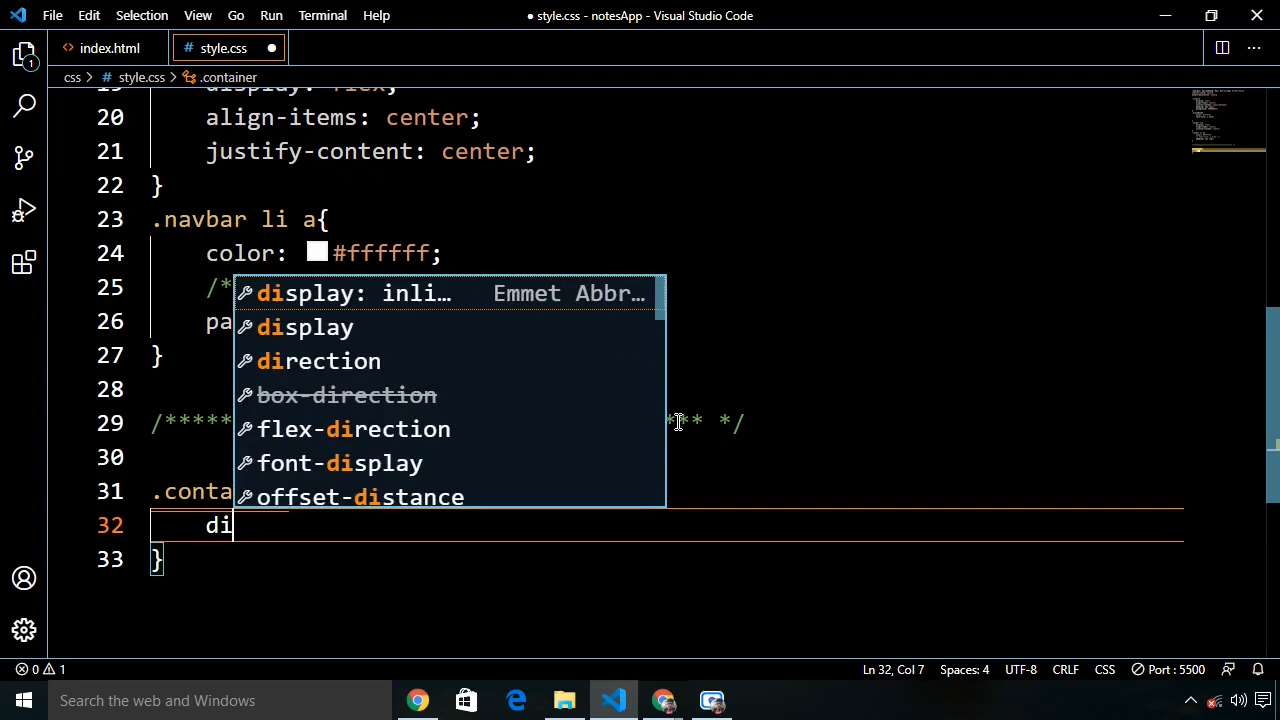 File Edit Selection View Go Run Terminal Help
● style.css - notesApp - Visual Studio Code
<> index.html
# style.css ●
css > # style.css > .container
20 align-items: center;
21 justify-content: center;
22 }
23 .navbar li a{
24 color: #ffffff;
25 /*
26 pa
27 }
28
29 /***** ** */
30
31 .conta
32 di
33 }
display: inli… Emmet Abbr…
display
direction
box-direction
flex-direction
font-display
offset-distance
1
0 1
Ln 32, Col 7 Spaces: 4 UTF-8 CRLF CSS Port : 5500
Search the web and Windows